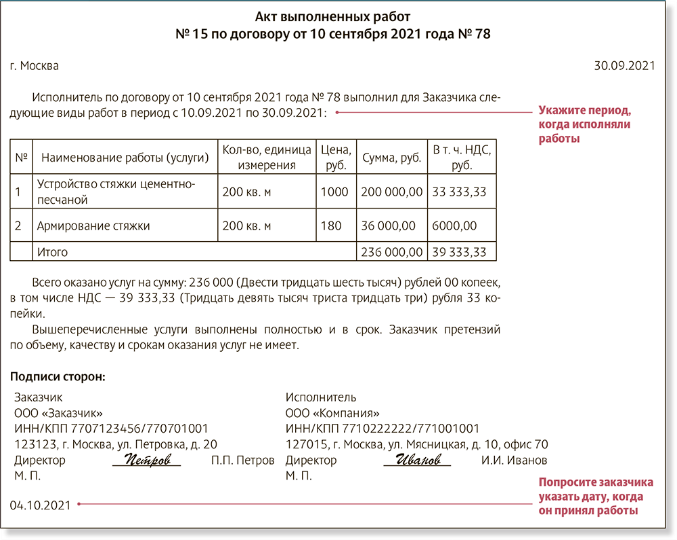 Акт выполненных работ
№ 15 по договору от 10 сентября 2021 года № 78
г. Москва 30.09.2021
Исполнитель по договору от 10 сентября 2021 года № 78 выполнил для Заказчика сле-
дующие виды работ в период с 10.09.2021 по 30.09.2021:
Укажите период,
когда исполняли
работы
№ Наименование работы (услуги) Кол-во, единица измерения Цена, руб. Сумма, руб. В т. ч. НДС, руб.
1 Устройство стяжки цементно-песчаной 200 кв. м 1000 200 000,00 33 333,33
2 Армирование стяжки 200 кв. м 180 36 000,00 6000,00
Итого 236 000,00 39 333,33
Всего оказано услуг на сумму: 236 000 (Двести тридцать шесть тысяч) рублей 00 копеек,
в том числе НДС — 39 333,33 (Тридцать девять тысяч триста тридцать три) рубля 33 ко-
пейки.
Вышеперечисленные услуги выполнены полностью и в срок. Заказчик претензий
по объему, качеству и срокам оказания услуг не имеет.
Подписи сторон:
Заказчик Исполнитель
ООО «Заказчик» ООО «Компания»
ИНН/КПП 7707123456/770701001 ИНН/КПП 7710222222/771001001
123123, г. Москва, ул. Петровка, д. 20 127015, г. Москва, ул. Мясницкая, д. 10, офис 70
Директор Петров П.П. Петров Директор Иванов И.И. Иванов
М. П. М. П.
04.10.2021
Попросите заказчика
указать дату, когда
он принял работы